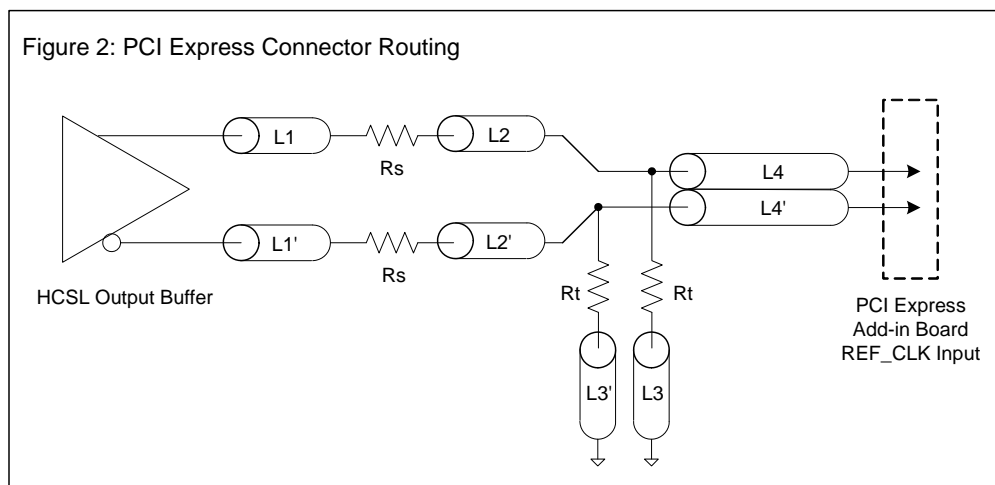 Figure 2: PCI Express Connector Routing
L1
Rs
L2
L4
L4'
L1'
Rs
L2'
HCSL Output Buffer
Rt
Rt
L3'
L3
PCI Express
Add-in Board
REF_CLK Input